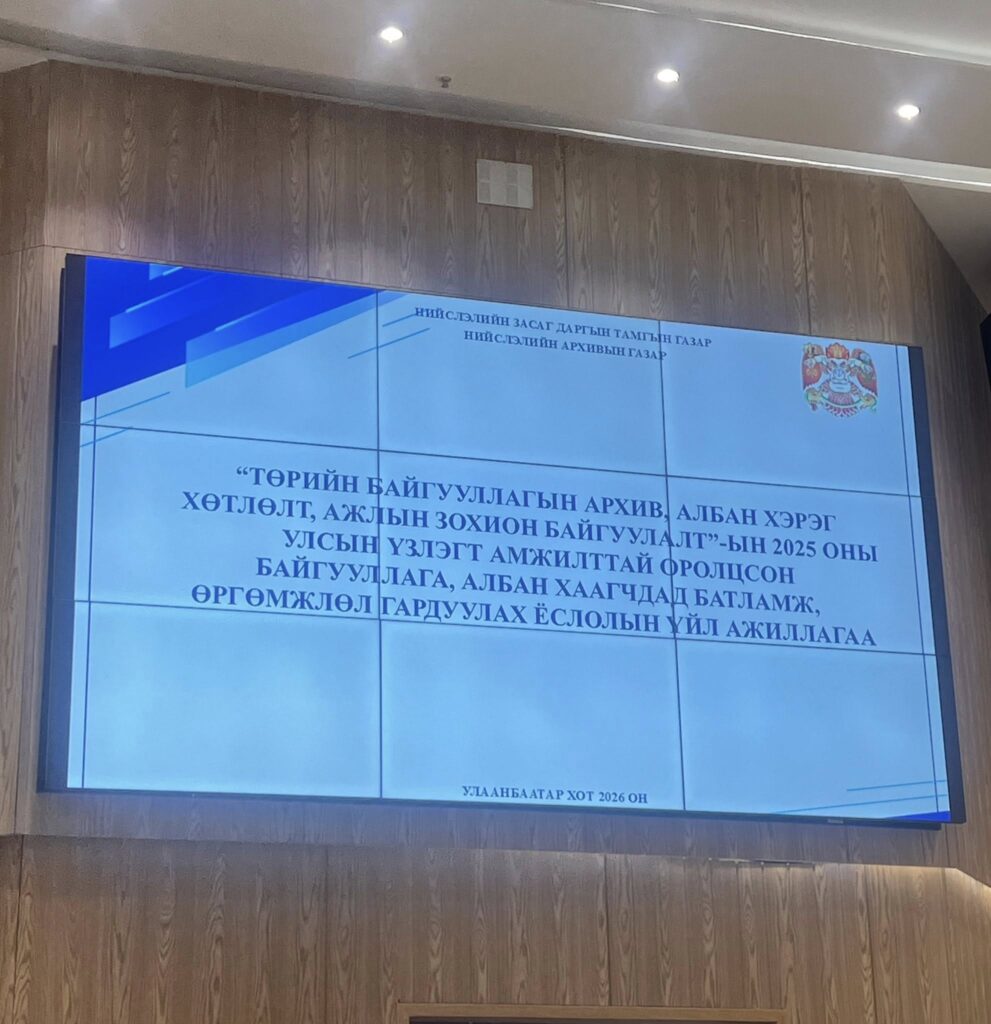 НИЙСЛЭЛИЙН ЗАСАГ ДАРГЫН ТАМГЫН ГАЗАР
НИЙСЛЭЛИЙН АРХИВЫН ГАЗАР
“ТӨРИЙН БАЙГУУЛЛАГЫН АРХИВ, АЛБАН ХЭРЭГ
ХӨТЛӨЛТ, АЖЛЫН ЗОХИОН БАЙГУУЛАЛТ”-ЫН 2025 ОНЫ
УЛСЫН ҮЗЛЭГТ АМЖИЛТТАЙ ОРОЛЦСОН
БАЙГУУЛЛАГА, АЛБАН ХААГЧДАД БАТЛАМЖ,
ӨРГӨМЖЛӨЛ ГАРДУУЛАХ ЁСЛОЛЫН ҮЙЛ АЖИЛЛАГАА
УЛААНБААТАР ХОТ 2026 ОН